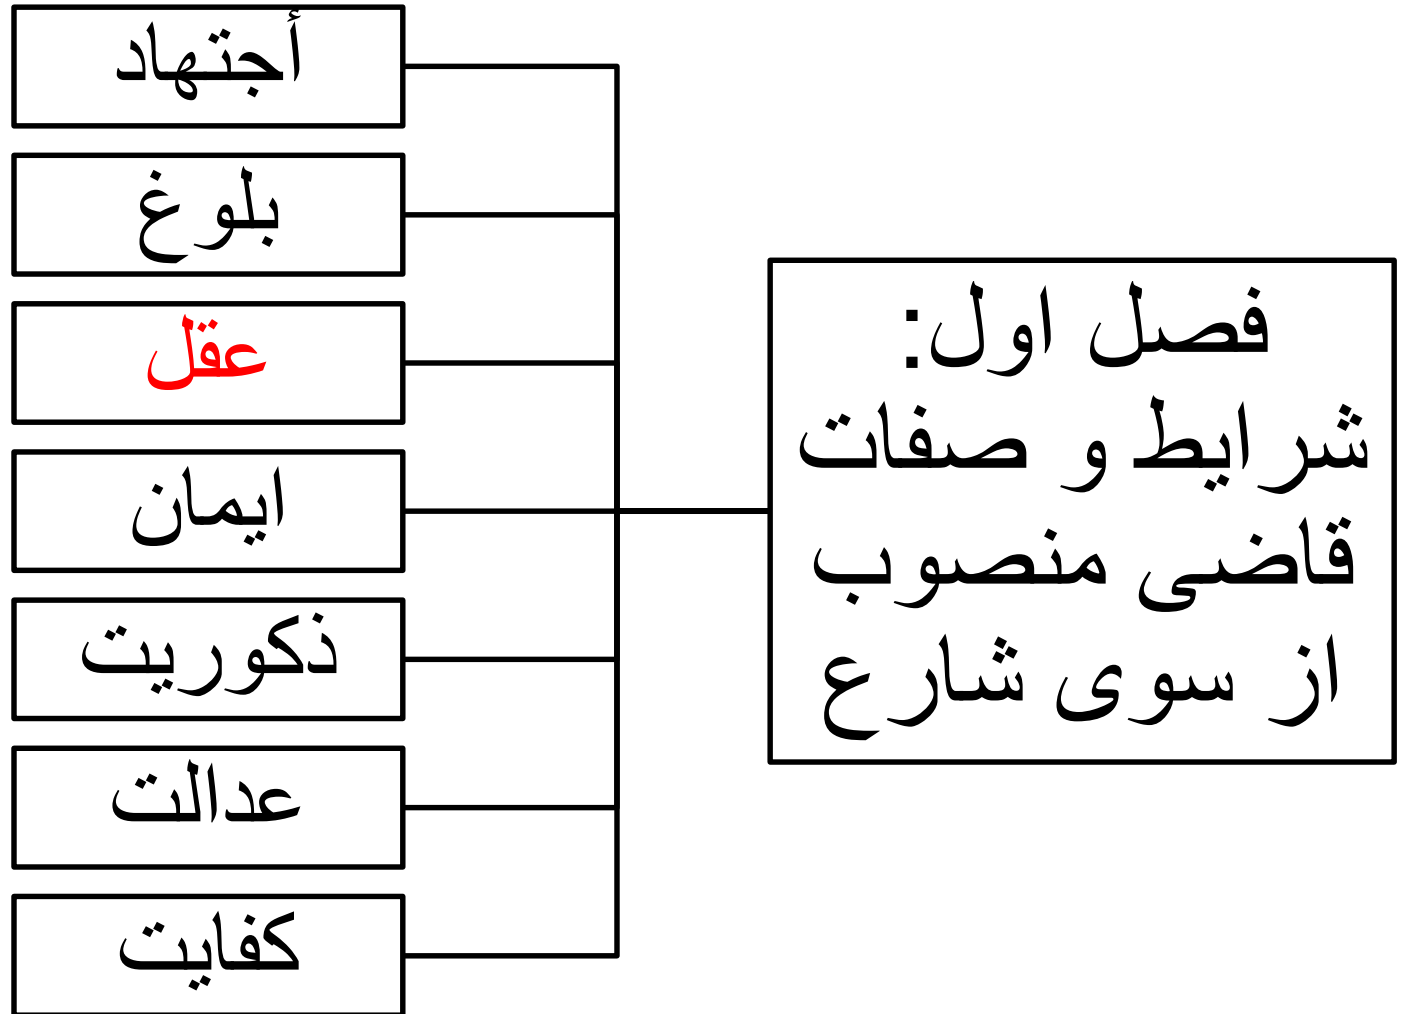 فصل اول:
شرایط و صفات
قاضی منصوب
از سوی شارع
أجتهاد
بلوغ
عقل
ایمان
ذکوریت
عدالت
کفایت